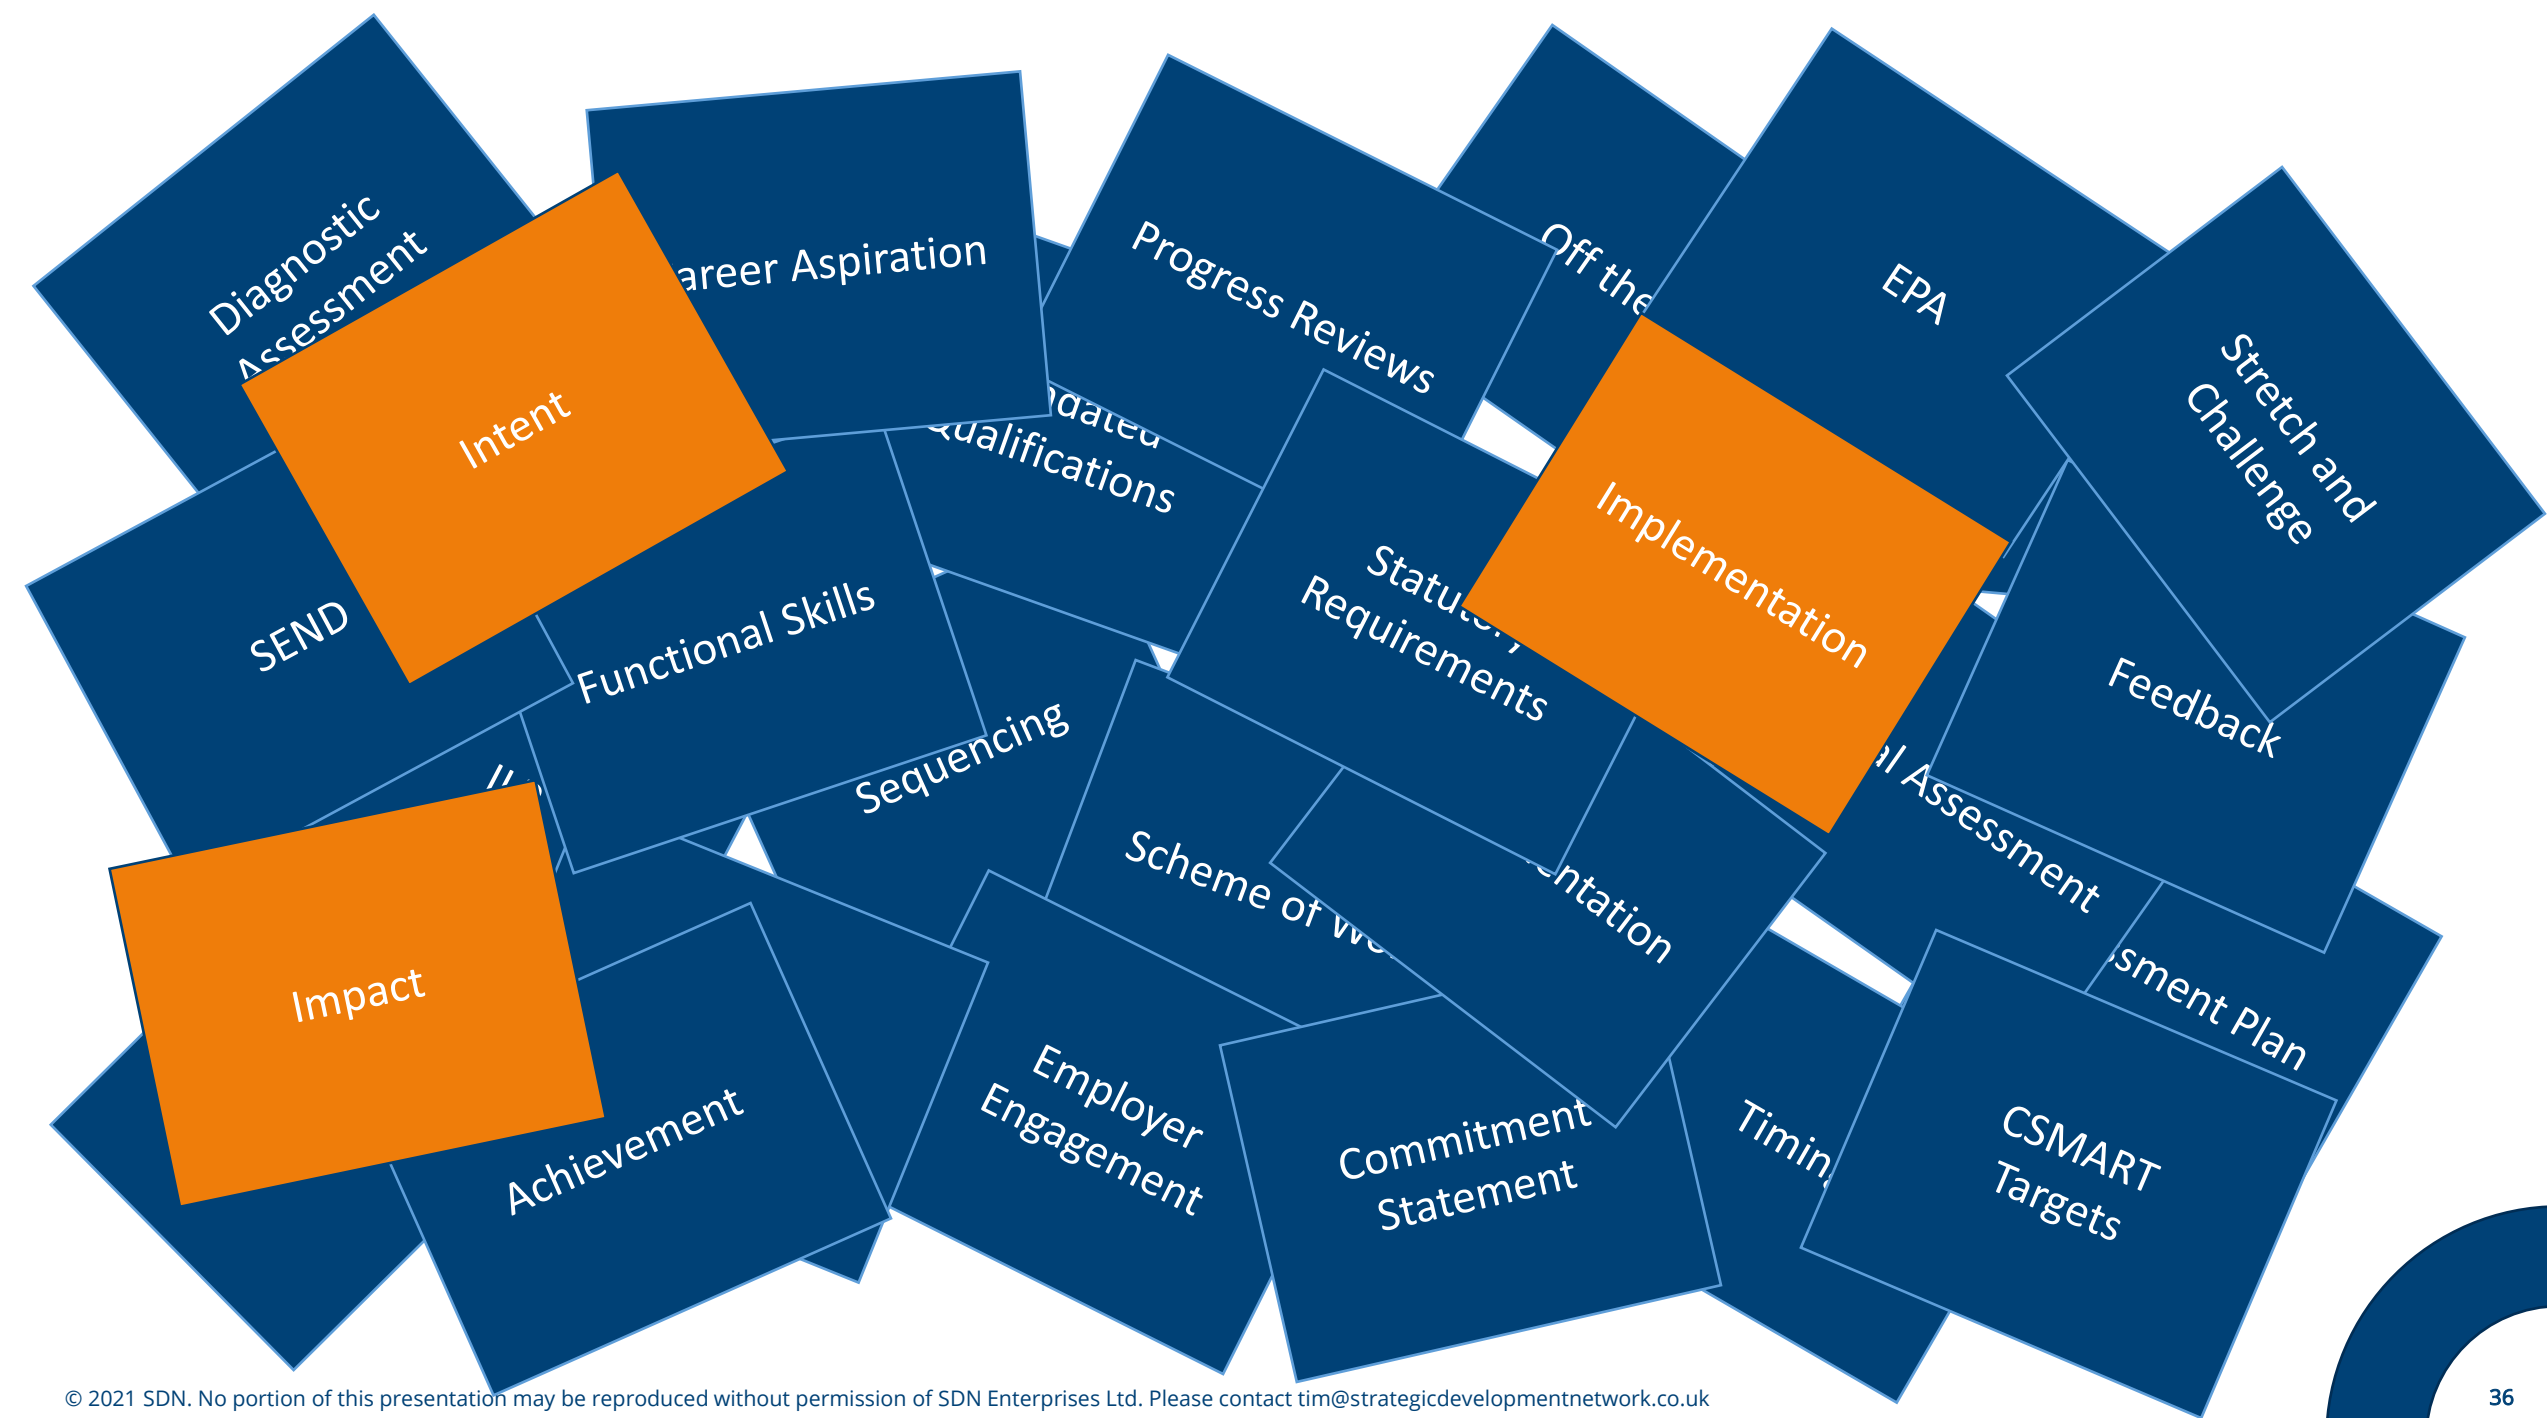 Diagnostic
Assessment
Intent
areer Aspiration
Progress Reviews
Off the
EPA
Stretch and
Challenge
Qualifications
Implementation
SEND
Functional Skills
Requirements
Feedback
Sequencing
al Assessment
Scheme of
ntation
ssment Plan
Impact
Achievement
Employer
Engagement
Commitment
Statement
Timin
CSMART
Targets
© 2021 SDN. No portion of this presentation may be reproduced without permission of SDN Enterprises Ltd. Please contact tim@strategicdevelopmentnetwork.co.uk
36